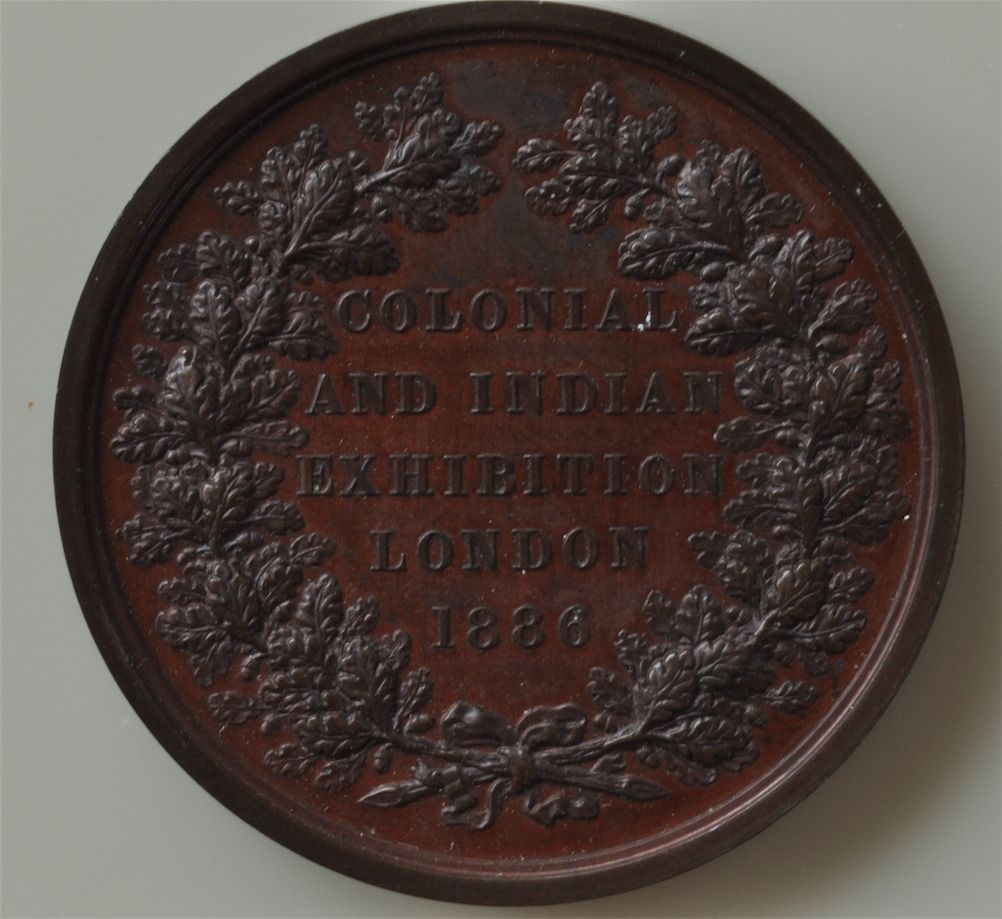 COLONIAL
AND INDIAN
EXHIBITION
LONDON
1886